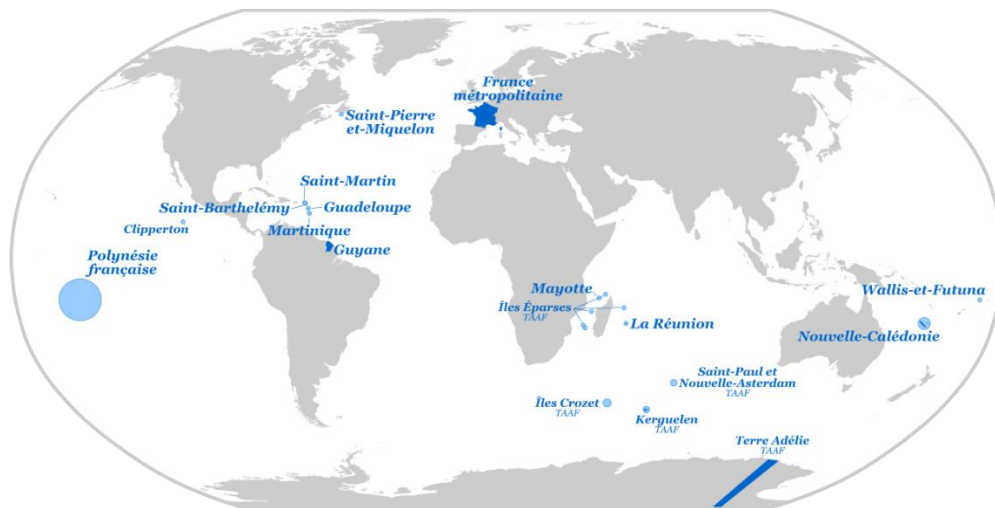 France
métropolitaine
Saint-Pierre
et-Miquelon
Saint-Martin
Saint-Barthelémy
Guadeloupe
Clipperton
Martinique
Guyane
Polynésie
française
Mayotte
Îles Éparses
TAAF
La Réunion
Wallis-et-Futuna
Nouvelle-Calédonie
Saint-Paul et
Nouvelle-Asterdam
TAAF
Îles Crozet
TAAF
Kerguelen
TAAF
Terre Adélie
TAAF